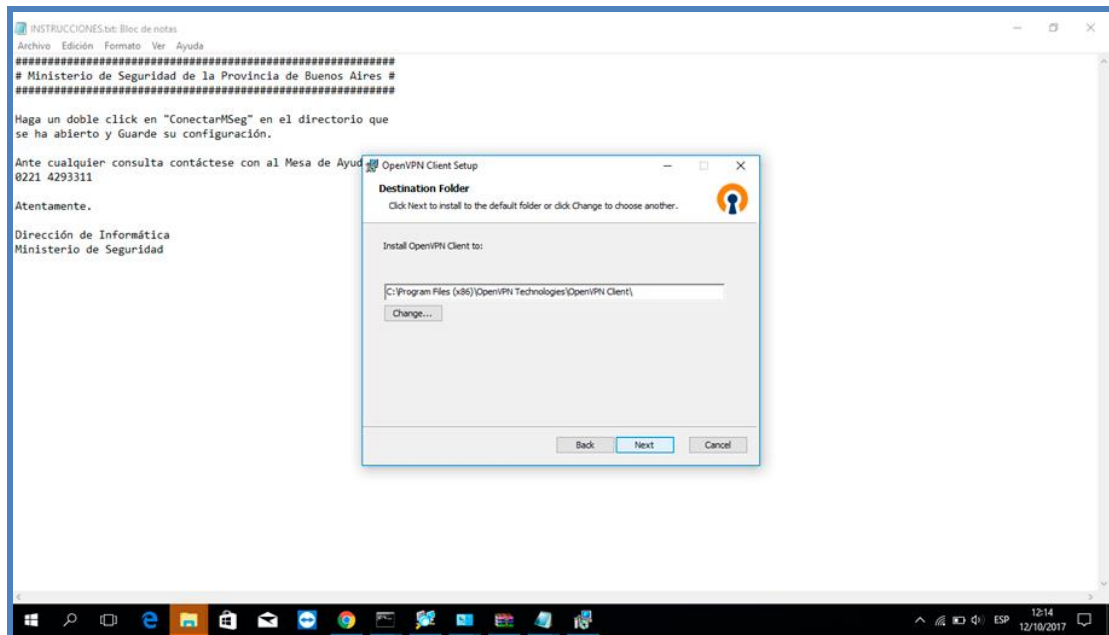 INSTRUCCIONES.txt: Bloc de notas
Archivo Edición Formato Ver Ayuda
###########################################################
# Ministerio de Seguridad de la Provincia de Buenos Aires #
###########################################################
Haga un doble click en "ConectarMSeg" en el directorio que
se ha abierto y Guarde su configuración.
Ante cualquier consulta contáctese con al Mesa de Ayud
0221 4293311
Atentamente.
Dirección de Informática
Ministerio de Seguridad
OpenVPN Client Setup
Destination Folder
Click Next to install to the default folder or click Change to choose another.
Install OpenVPN Client to:
C:\Program Files (x86)\OpenVPN Technologies\OpenVPN Client\
Change...
Back Next Cancel
ESP
12:14
12/10/2017